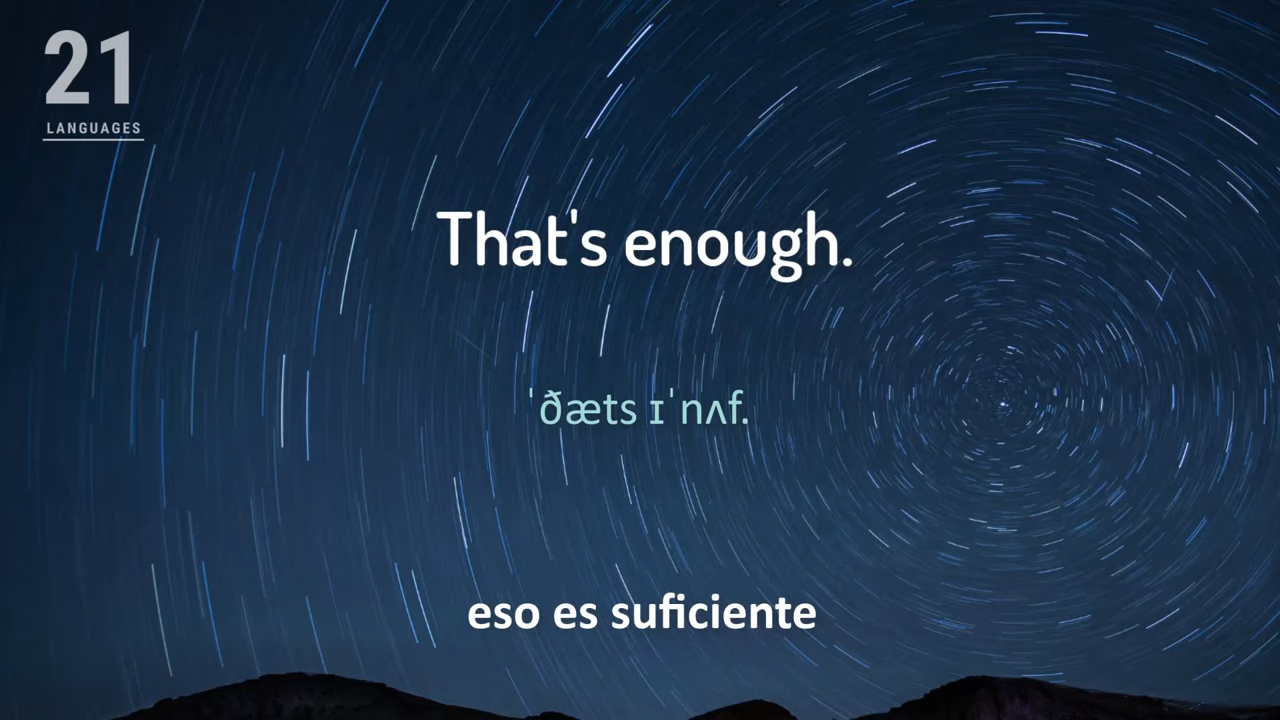 21
LANGUAGES
That's enough.
ˈðæts ɪˈnʌf.
eso es suficiente